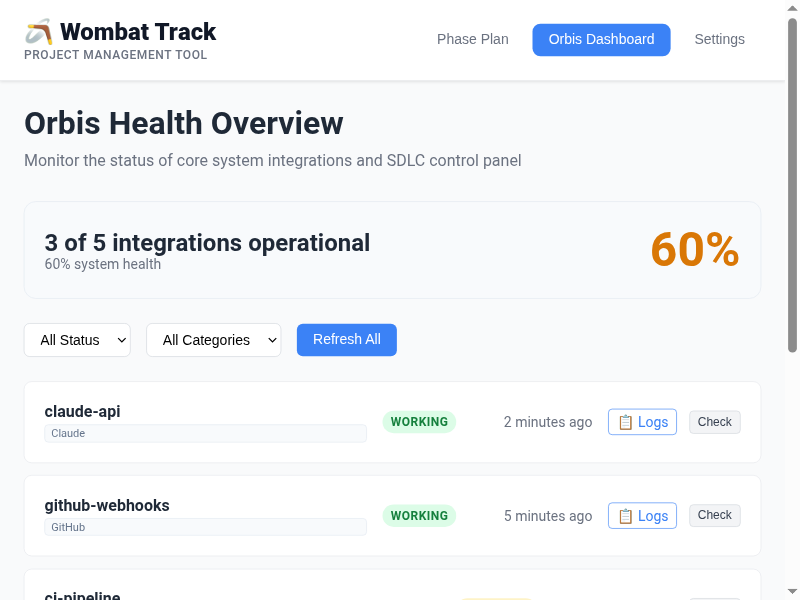 Wombat Track
PROJECT MANAGEMENT TOOL
Phase Plan
Orbis Dashboard
Settings
Orbis Health Overview
Monitor the status of core system integrations and SDLC control panel
3 of 5 integrations operational
60% system health
60%
All Status
All Categories
Refresh All
claude-api
Claude
WORKING
2 minutes ago
📋 Logs
Check
github-webhooks
GitHub
WORKING
5 minutes ago
📋 Logs
Check
ci-pipeline